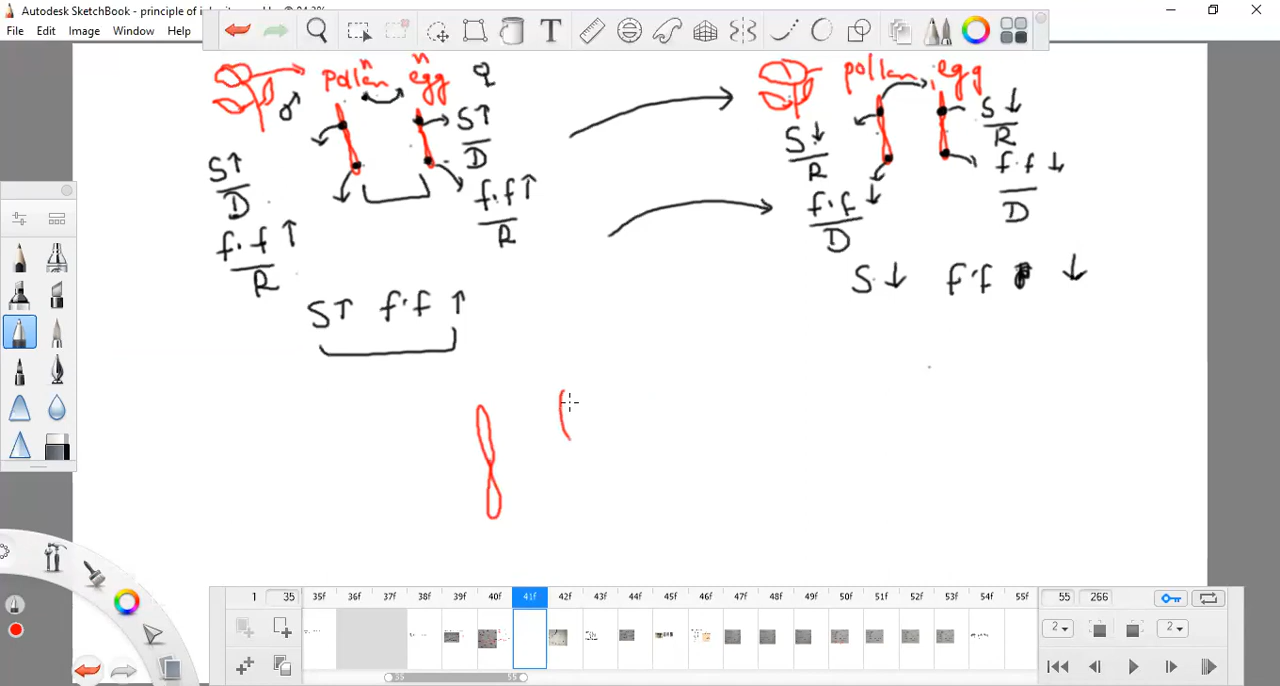 Autodesk SketchBook - principle of
File Edit Image Window Help
pollen n egg n ♀
♂
S↑
D
f.f↑
R
S↑
D
f.f↑
R
S↑ f.f ↑
pollen egg
S↓
R
f.f↓
D
S↓
R
f.f↓
D
S↓ f.f ↓
1 35 35f 36f 37f 38f 39f 40f 41f 42f 43f 44f 45f 46f 47f 48f 49f 50f 51f 52f 53f 54f 55f 55 266
2 2
55 55